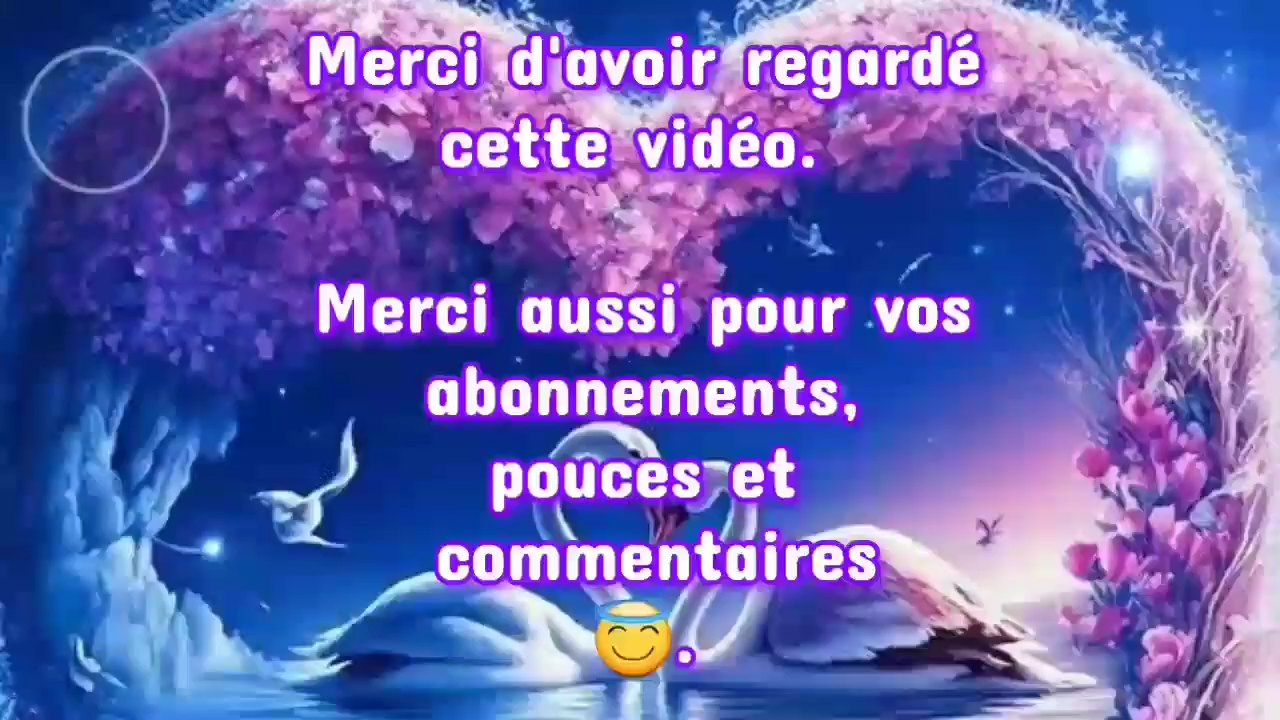 Merci d'avoir regardé
cette vidéo.
Merci aussi pour vos
abonnements,
pouces et
commentaires
😇.